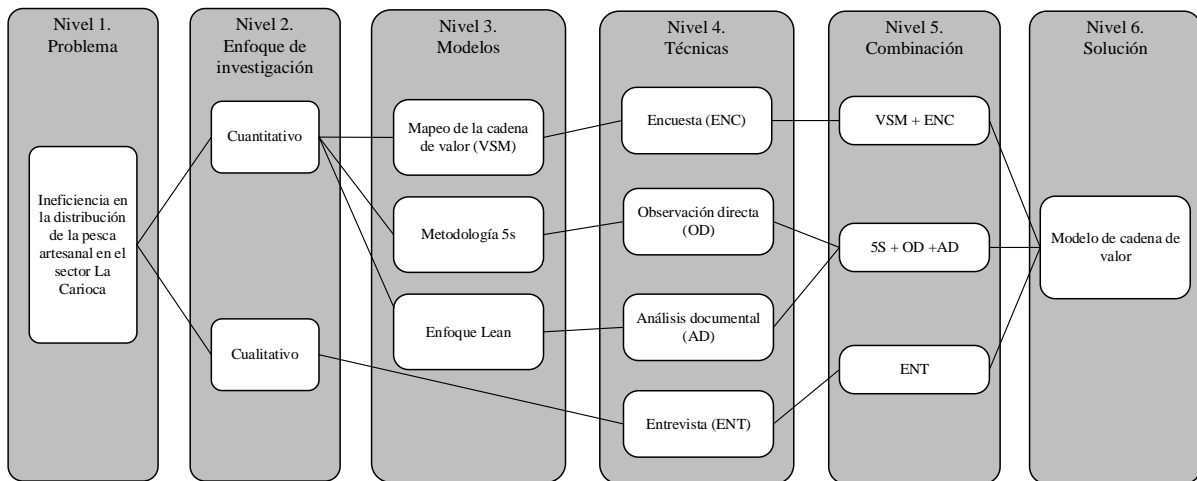 Nivel 1.
Problema
Ineficiencia en
la distribución
de la pesca
artesanal en el
sector La
Carioca
Nivel 2.
Enfoque de
investigación
Cuantitativo
Cualitativo
Nivel 3.
Modelos
Mapeo de la cadena
de valor (VSM)
Metodología 5s
Enfoque Lean
Nivel 4.
Técnicas
Encuesta (ENC)
Observación directa
(OD)
Análisis documental
(AD)
Entrevista (ENT)
Nivel 5.
Combinación
VSM + ENC
5S + OD +AD
ENT
Nivel 6.
Solución
Modelo de cadena de
valor